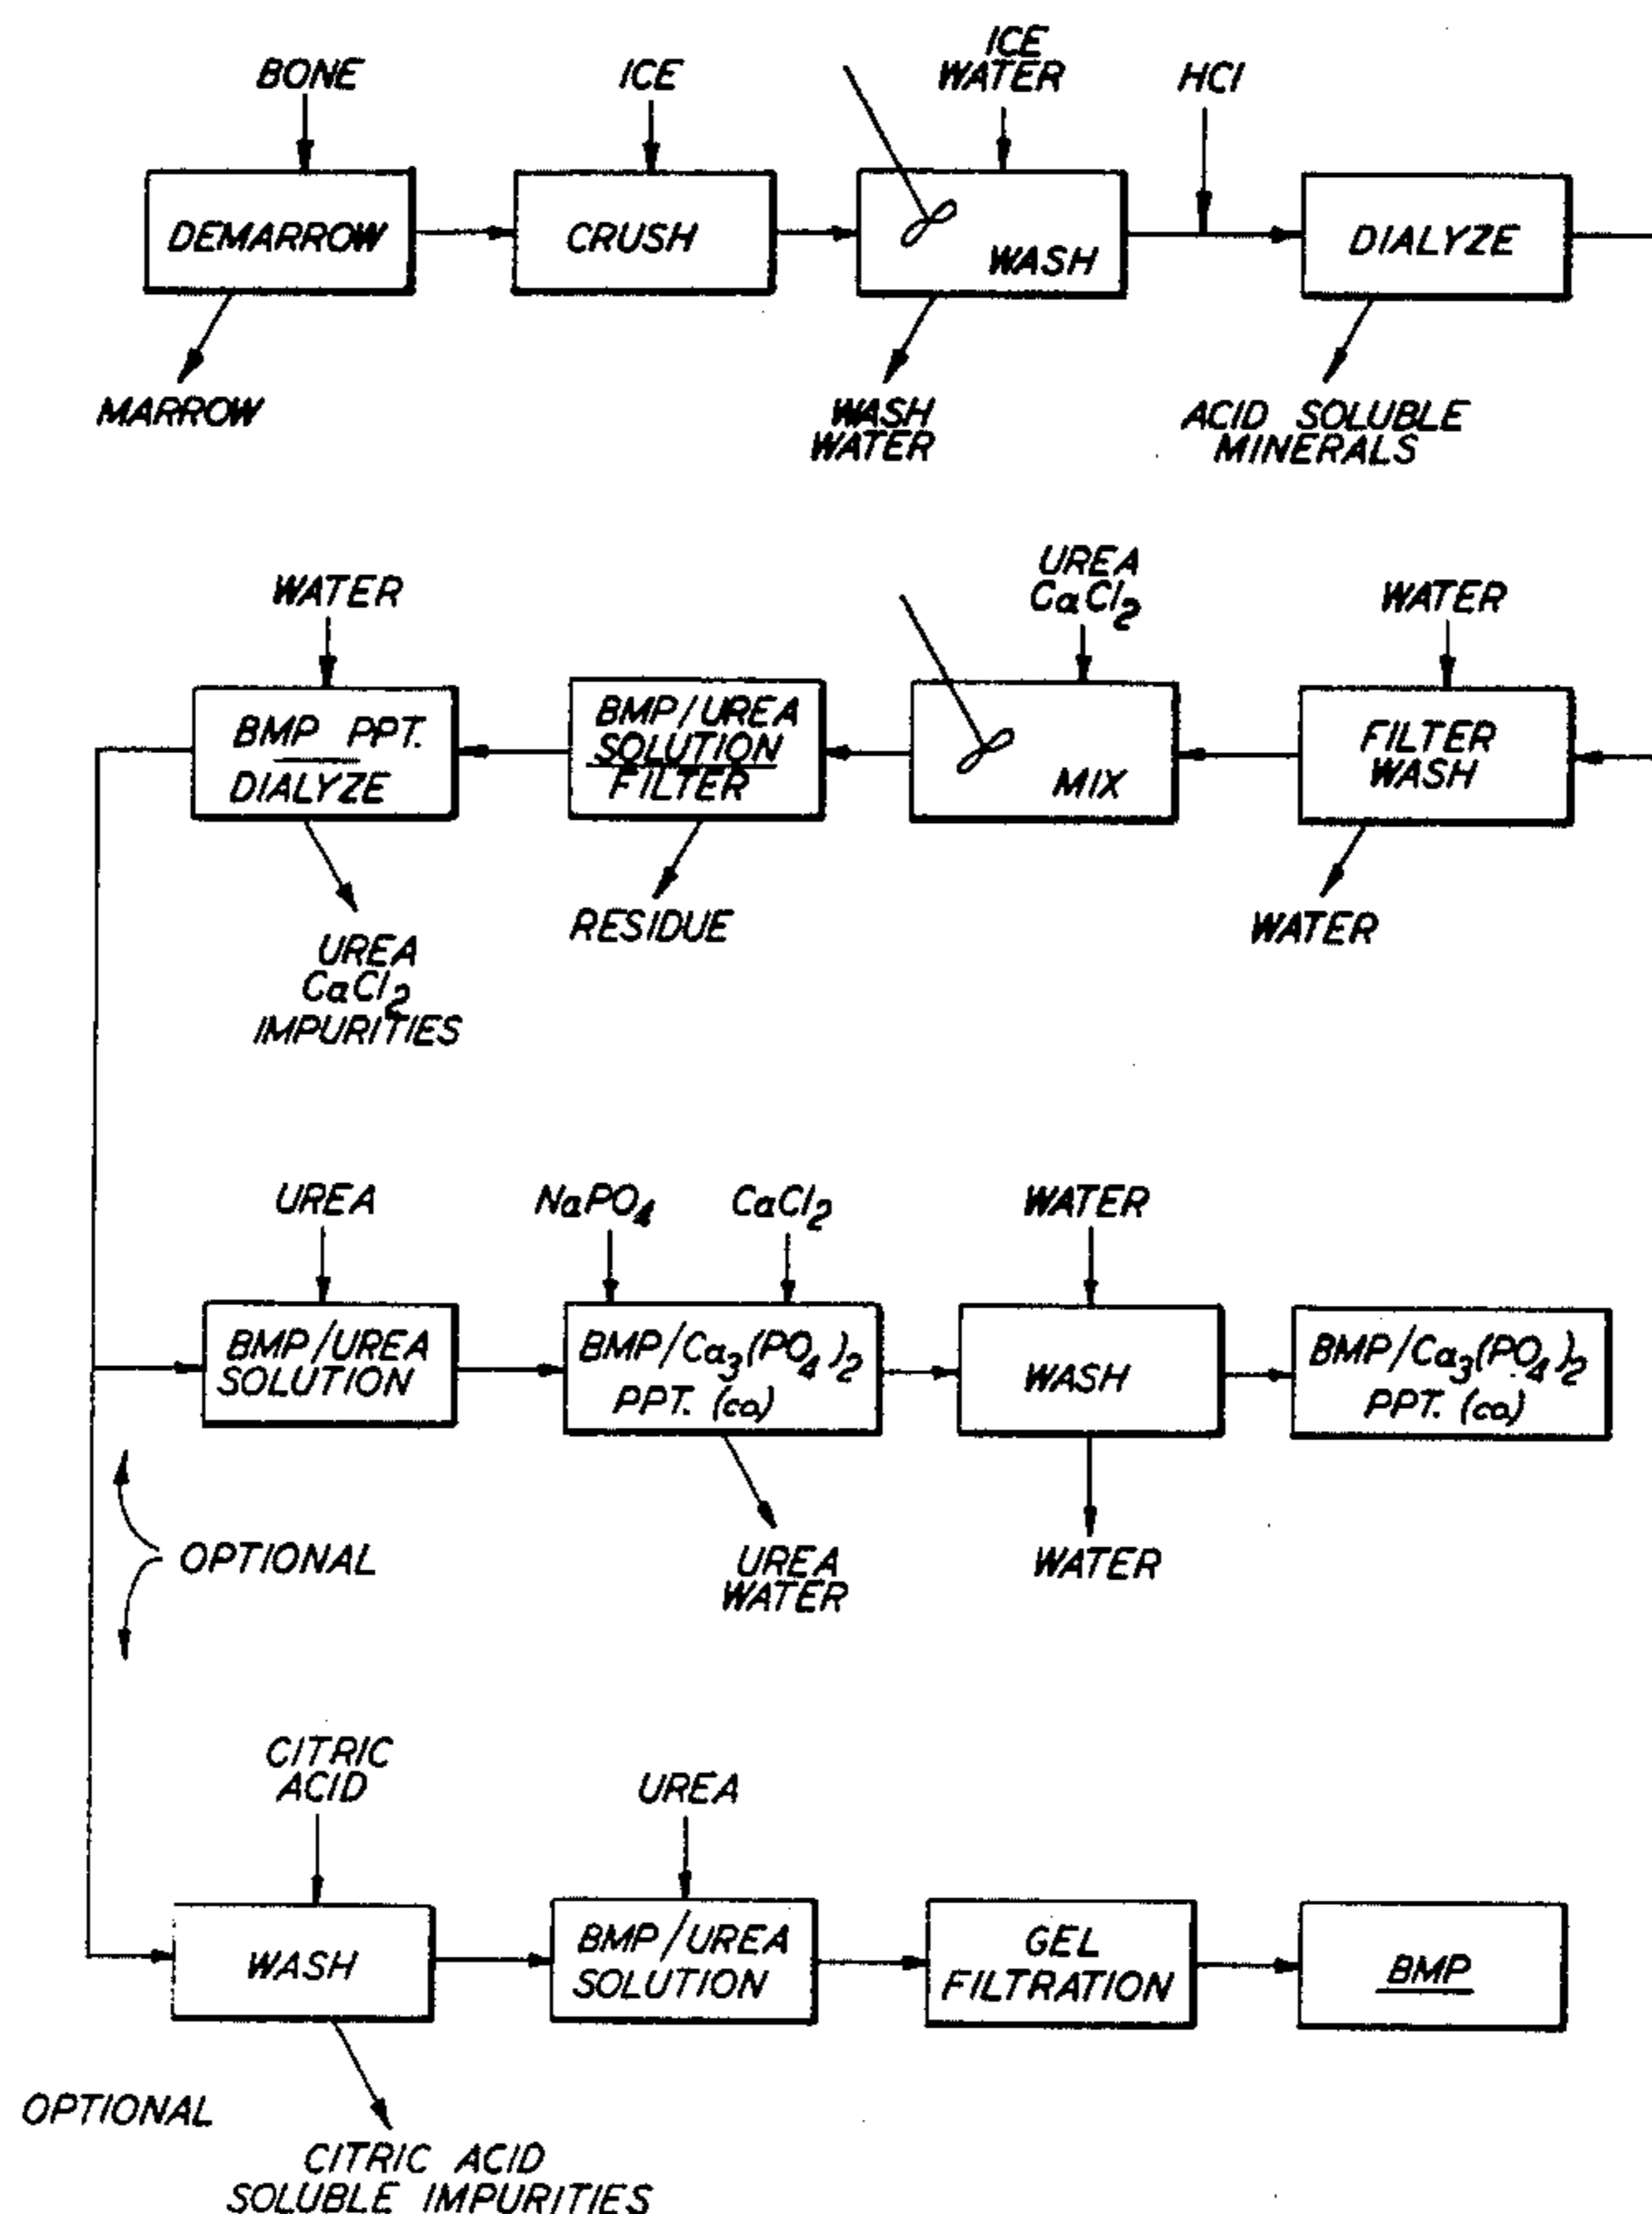 BONE
ICE
ICE
WATER
HCl
DEMARROW
CRUSH
WASH
DIALYZE
MARROW
WASH
WATER
ACID SOLUBLE
MINERALS
WATER
UREA
CaCl2
WATER
BMP PPT.
DIALYZE
BMP/UREA
SOLUTION
FILTER
MIX
FILTER
WASH
UREA
CaCl2
IMPURITIES
RESIDUE
WATER
UREA
NaPO4
CaCl2
WATER
BMP/UREA
SOLUTION
BMP/Ca3(PO4)2
PPT. (co)
WASH
BMP/Ca3(PO4)2
PPT. (co)
OPTIONAL
UREA
WATER
WATER
CITRIC
ACID
UREA
WASH
BMP/UREA
SOLUTION
GEL
FILTRATION
BMP
OPTIONAL
CITRIC ACID
SOLUBLE IMPURITIES